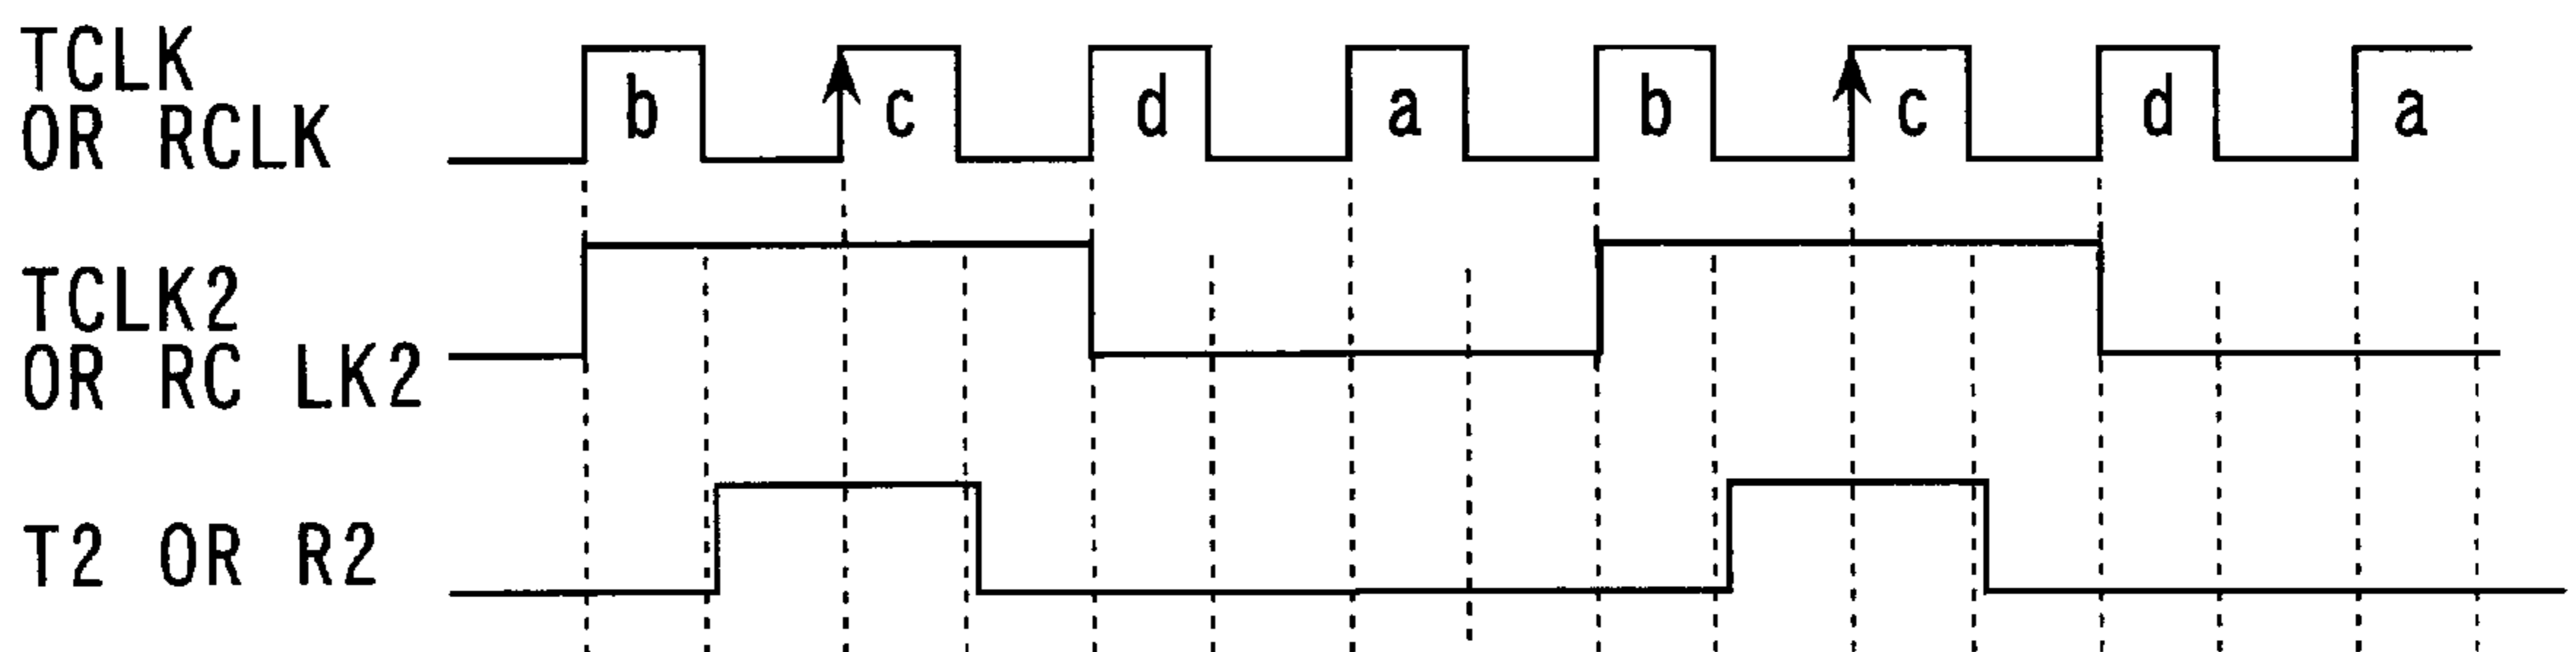 TCLK
OR RCLK
b c d a b c d a
TCLK2
OR RC LK2
T2 OR R2